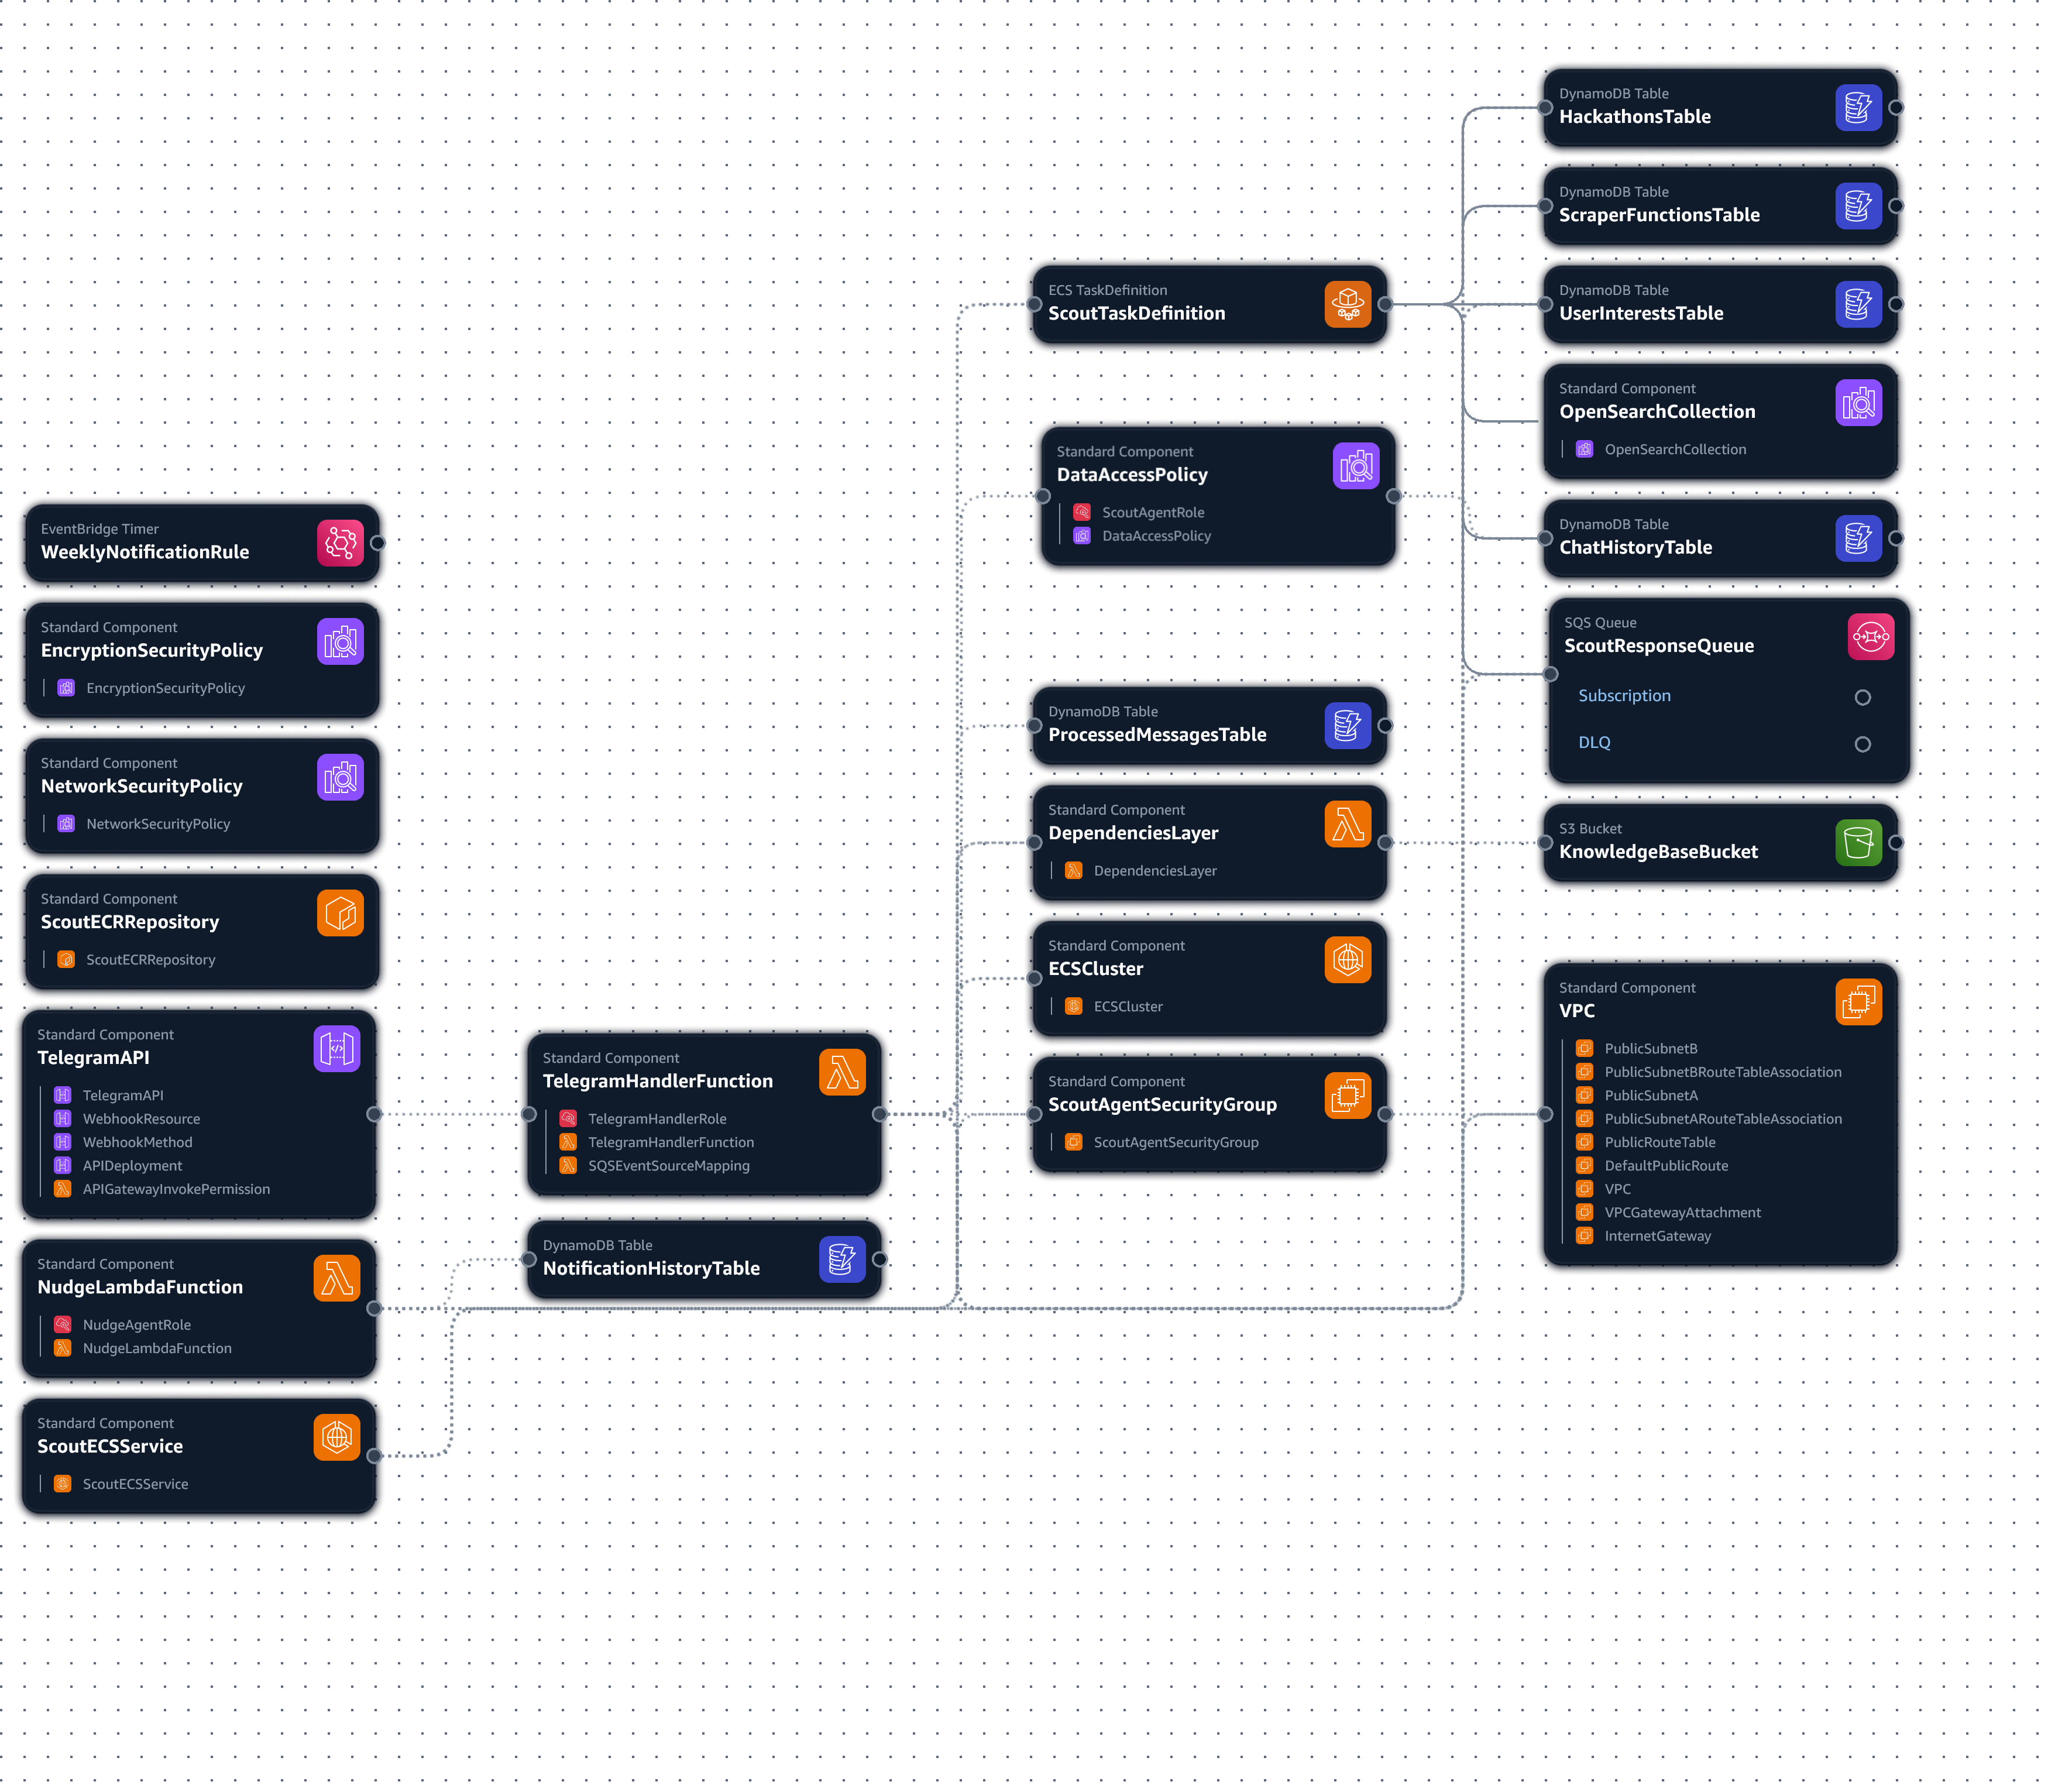 EventBridge Timer
WeeklyNotificationRule
Standard Component
EncryptionSecurityPolicy
EncryptionSecurityPolicy
Standard Component
NetworkSecurityPolicy
NetworkSecurityPolicy
Standard Component
ScoutECRRepository
ScoutECRRepository
Standard Component
TelegramAPI
TelegramAPI
WebhookResource
WebhookMethod
APIDeployment
APIGatewayInvokePermission
Standard Component
NudgeLambdaFunction
NudgeAgentRole
NudgeLambdaFunction
Standard Component
ScoutECSService
ScoutECSService
Standard Component
TelegramHandlerFunction
TelegramHandlerRole
TelegramHandlerFunction
SQSEventSourceMapping
DynamoDB Table
NotificationHistoryTable
ECS TaskDefinition
ScoutTaskDefinition
Standard Component
DataAccessPolicy
ScoutAgentRole
DataAccessPolicy
DynamoDB Table
ProcessedMessagesTable
Standard Component
DependenciesLayer
DependenciesLayer
Standard Component
ECSCluster
ECSCluster
Standard Component
ScoutAgentSecurityGroup
ScoutAgentSecurityGroup
DynamoDB Table
HackathonsTable
DynamoDB Table
ScraperFunctionsTable
DynamoDB Table
UserInterestsTable
Standard Component
OpenSearchCollection
OpenSearchCollection
DynamoDB Table
ChatHistoryTable
SQS Queue
ScoutResponseQueue
Subscription
DLQ
S3 Bucket
KnowledgeBaseBucket
Standard Component
VPC
PublicSubnetB
PublicSubnetBRouteTableAssociation
PublicSubnetA
PublicSubnetARouteTableAssociation
PublicRouteTable
DefaultPublicRoute
VPC
VPCGatewayAttachment
InternetGateway